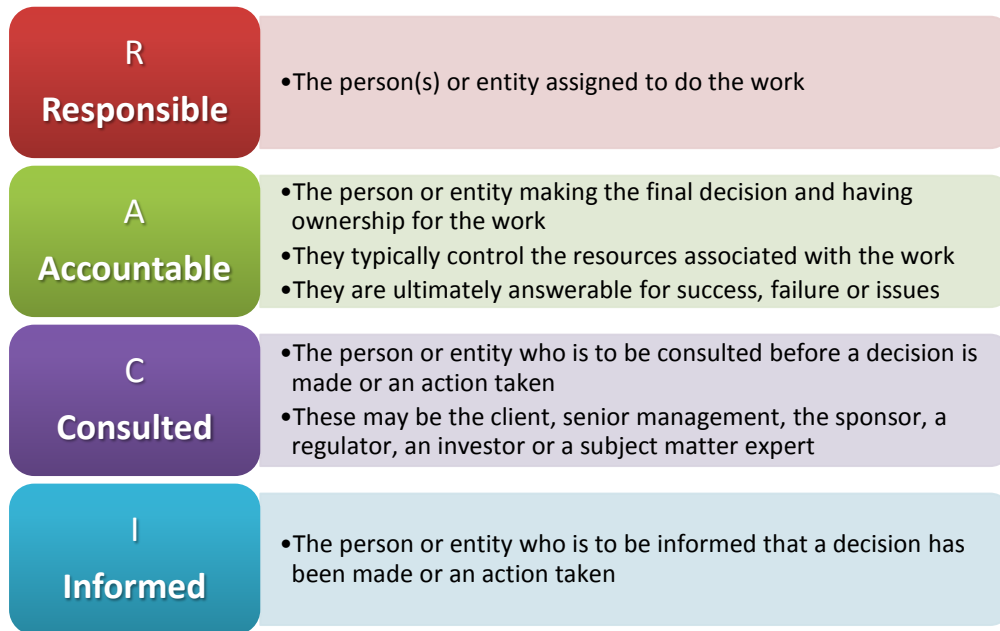 R
Responsible
•The person(s) or entity assigned to do the work
A
Accountable
•The person or entity making the final decision and having
ownership for the work
•They typically control the resources associated with the work
•They are ultimately answerable for success, failure or issues
C
Consulted
•The person or entity who is to be consulted before a decision is
made or an action taken
•These may be the client, senior management, the sponsor, a
regulator, an investor or a subject matter expert
I
Informed
•The person or entity who is to be informed that a decision has
been made or an action taken